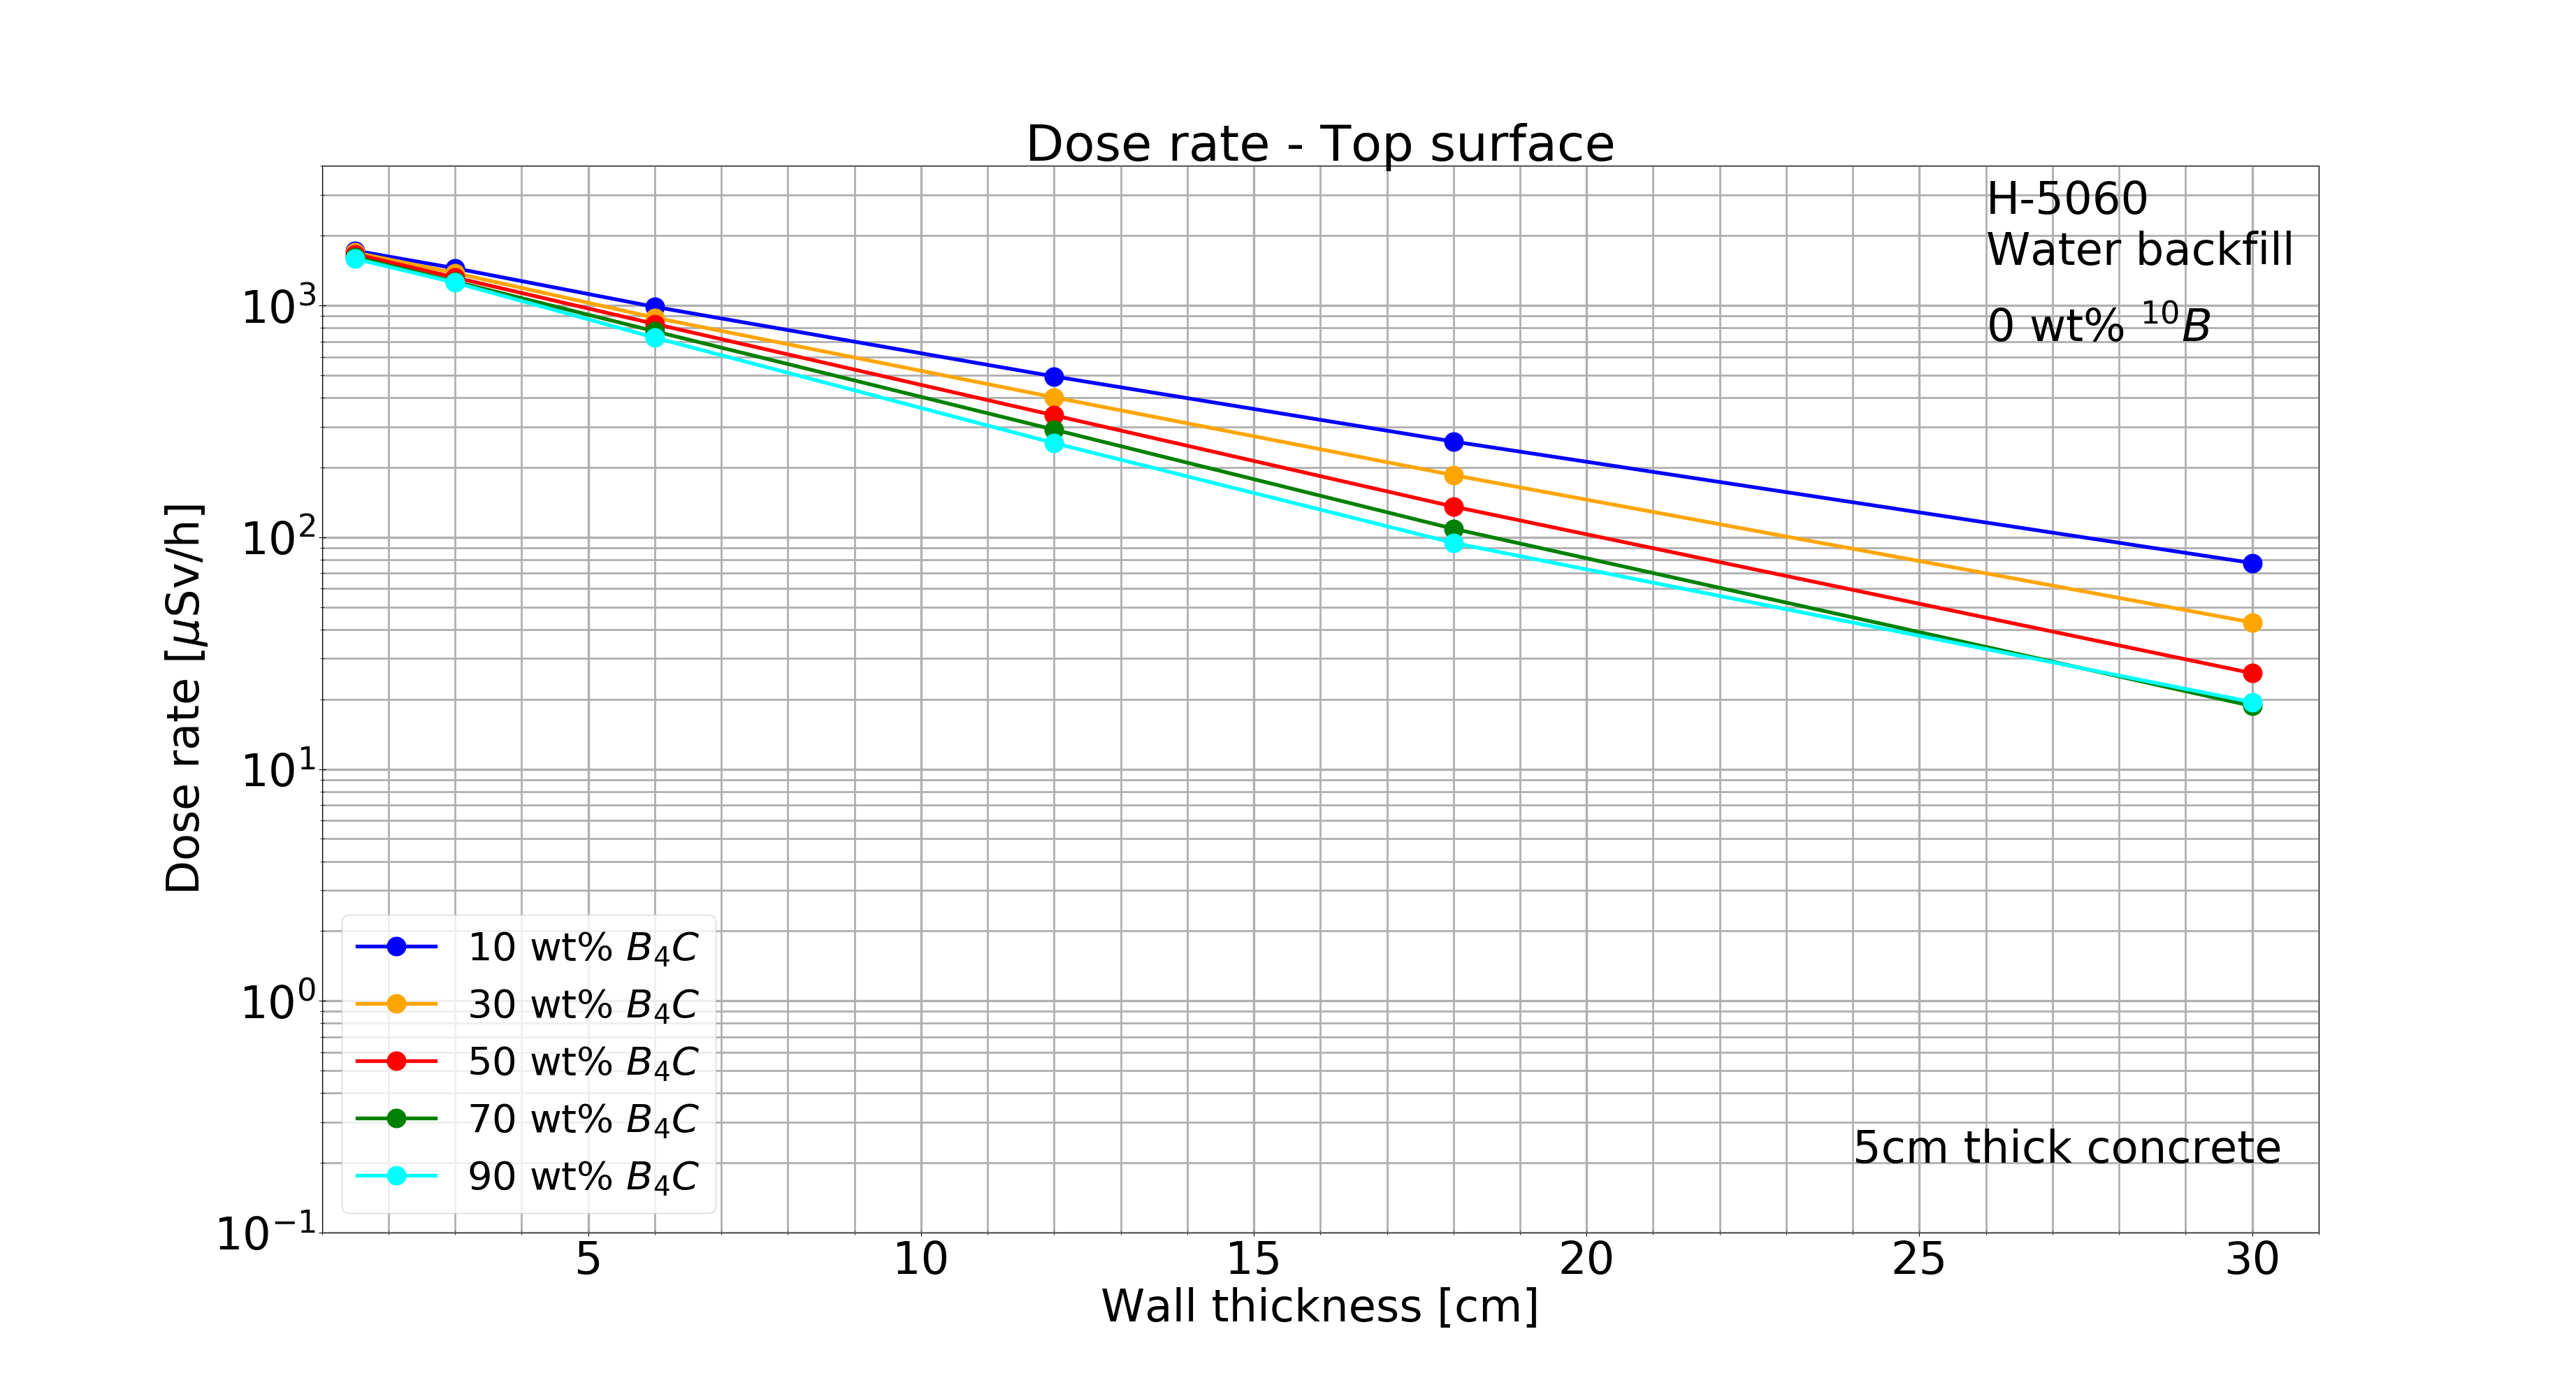 Dose rate - Top surface
H-5060
Water backfill
0 wt% ¹⁰B
10³
10²
10¹
10⁰
10⁻¹
Dose rate [μSv/h]
10 wt% B₄C
30 wt% B₄C
50 wt% B₄C
70 wt% B₄C
90 wt% B₄C
5cm thick concrete
5 10 15 20 25 30
Wall thickness [cm]